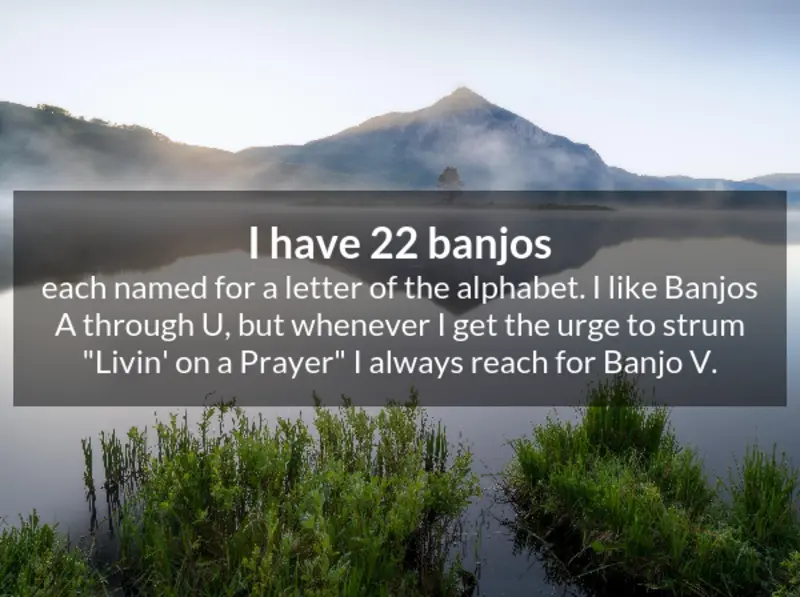 I have 22 banjos
each named for a letter of the alphabet. I like Banjos
A through U, but whenever I get the urge to strum
"Livin' on a Prayer" I always reach for Banjo V.